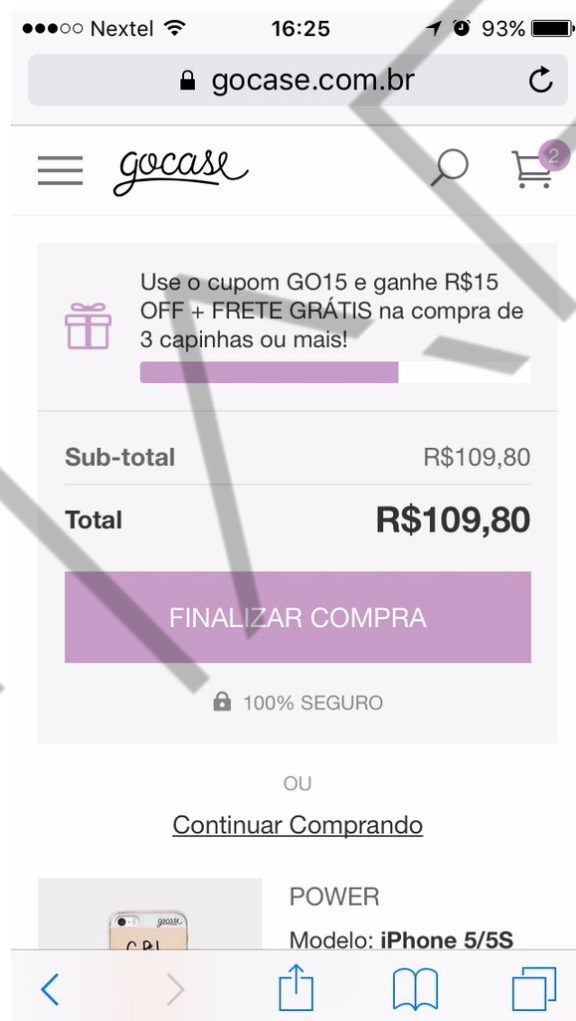 Nextel 16:25 93%
gocase.com.br
gocase 2
Use o cupom GO15 e ganhe R$15
OFF + FRETE GRÁTIS na compra de
3 capinhas ou mais!
Sub-total R$109,80
Total R$109,80
FINALIZAR COMPRA
100% SEGURO
OU
Continuar Comprando
POWER
gocase
Modelo: iPhone 5/5S